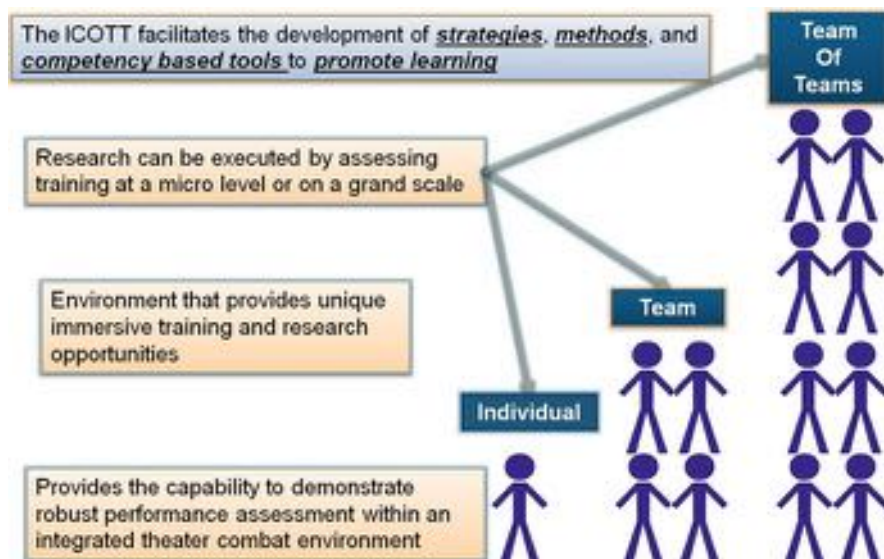 The ICOTT facilitates the development of strategies, methods, and
competency based tools to promote learning
Team
Of
Teams
Research can be executed by assessing
training at a micro level or on a grand scale
Environment that provides unique
immersive training and research
opportunities
Team
Individual
Provides the capability to demonstrate
robust performance assessment within an
integrated theater combat environment